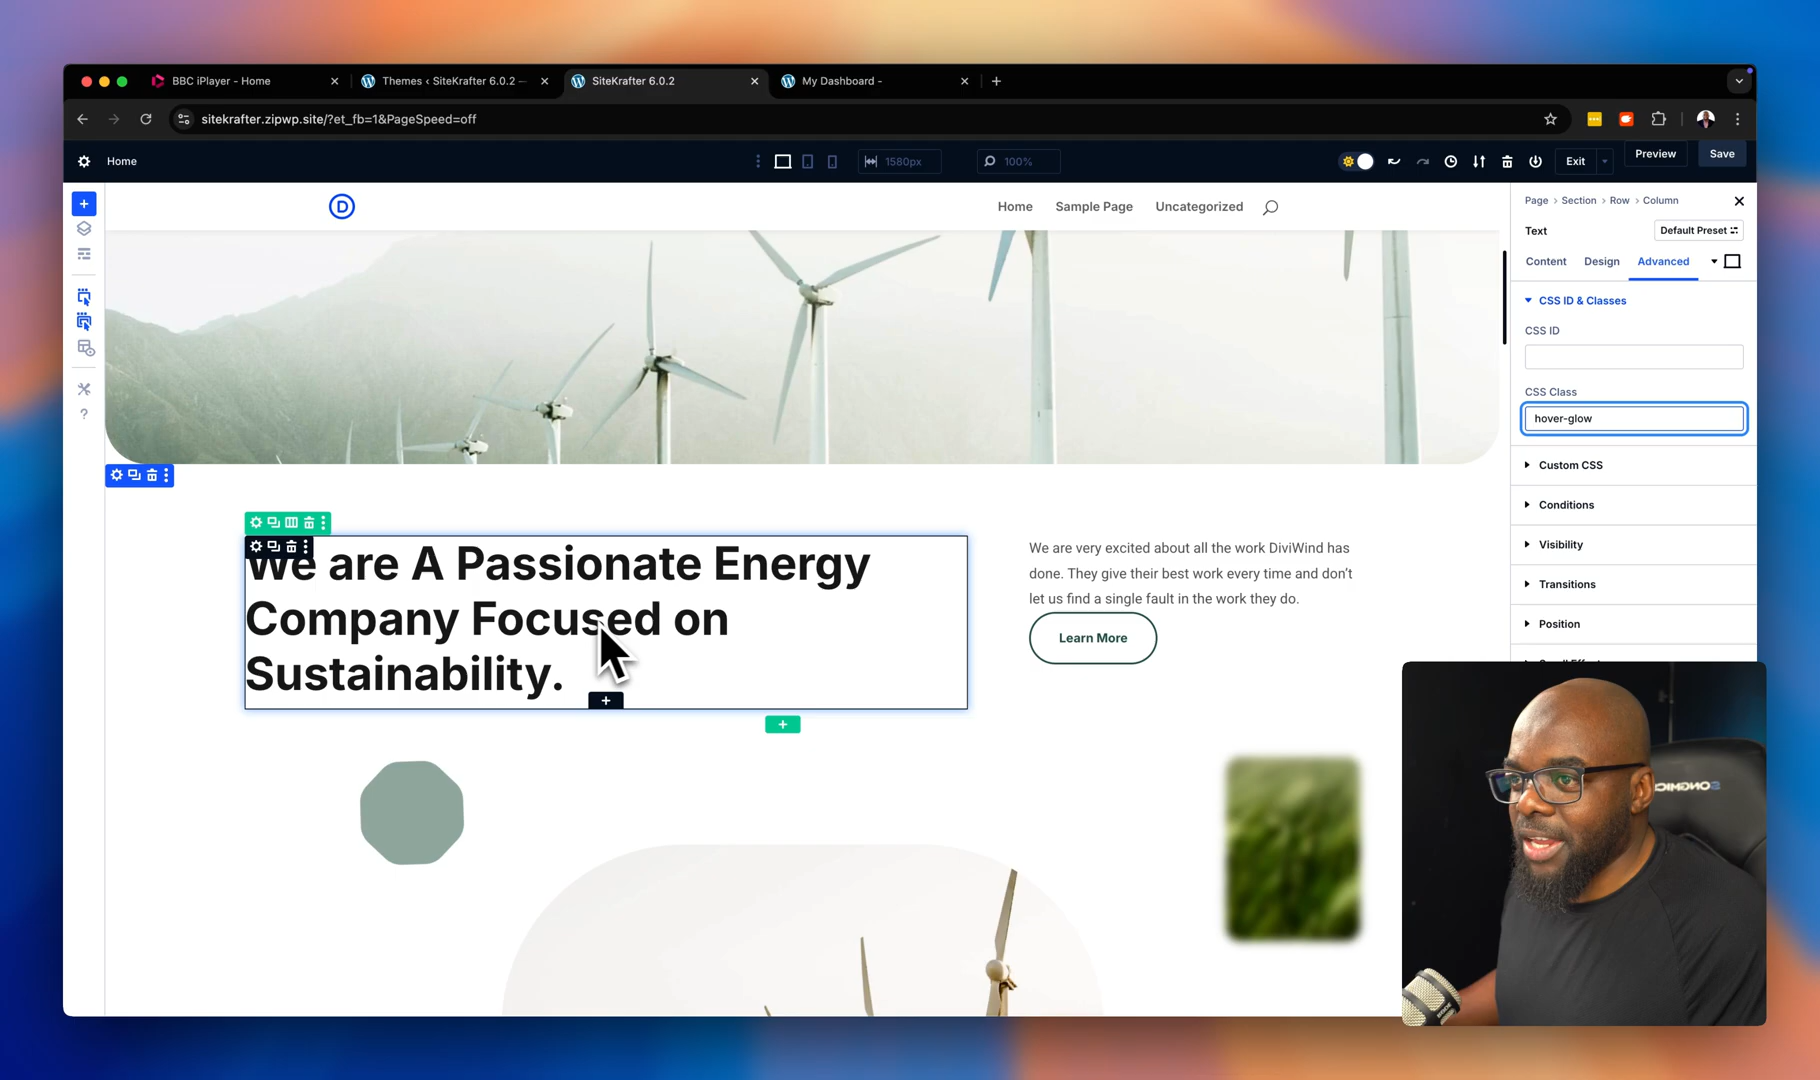 BBC iPlayer - Home
Themes ‹ SiteKrafter 6.0.2 —
SiteKrafter 6.0.2
My Dashboard -
sitekrafter.zipwp.site/?et_fb=1&PageSpeed=off
Home
1580px
100%
Exit
Preview
Save
D
Home
Sample Page
Uncategorized
Page > Section > Row > Column
Text
Default Preset
Content
Design
Advanced
CSS ID & Classes
CSS ID
CSS Class
hover-glow
Custom CSS
Conditions
Visibility
Transitions
Position
We are A Passionate Energy
Company Focused on
Sustainability.
We are very excited about all the work DiviWind has
done. They give their best work every time and don't
let us find a single fault in the work they do.
Learn More